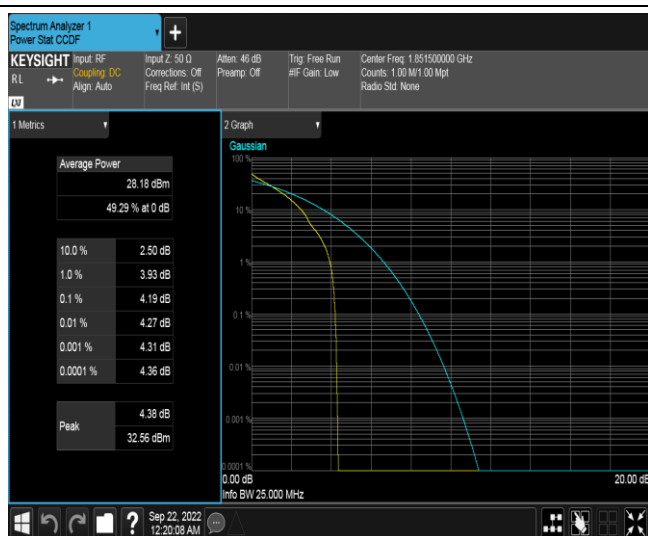 Spectrum Analyzer 1
Power Stat CCDF
+
KEYSIGHT
RL
LXI
Input: RF
Coupling: DC
Align: Auto
Input Z: 50 Ω
Corrections: Off
Freq Ref: Int (S)
Atten: 46 dB
Preamp: Off
Trig: Free Run
#IF Gain: Low
Center Freq: 1.851500000 GHz
Counts: 1.00 M/1.00 Mpt
Radio Std: None
1 Metrics
Average Power
28.18 dBm
49.29 % at 0 dB
10.0 % 2.50 dB
1.0 % 3.93 dB
0.1 % 4.19 dB
0.01 % 4.27 dB
0.001 % 4.31 dB
0.0001 % 4.36 dB
Peak
4.38 dB
32.56 dBm
2 Graph
Gaussian
100 %
10 %
1 %
0.1 %
0.01 %
0.001 %
0.0001 %
0.00 dB
20.00 dB
Info BW 25.000 MHz
?
Sep 22, 2022
12:20:08 AM